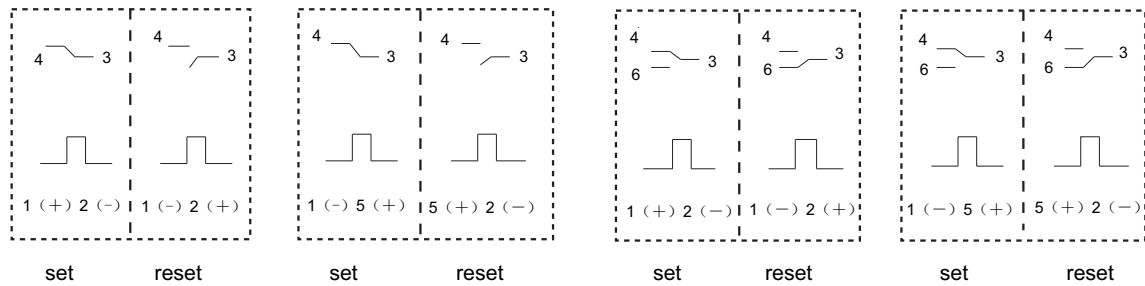 4 3 4 3 4 3 4 3 4 3 4 3 4 3 4 3
6 6 6 6
1 (+) 2 (-) 1 (-) 2 (+) 1 (-) 5 (+) 5 (+) 2 (-) 1 (+) 2 (-) 1 (-) 2 (+) 1 (-) 5 (+) 5 (+) 2 (-)
set reset set reset set reset set reset